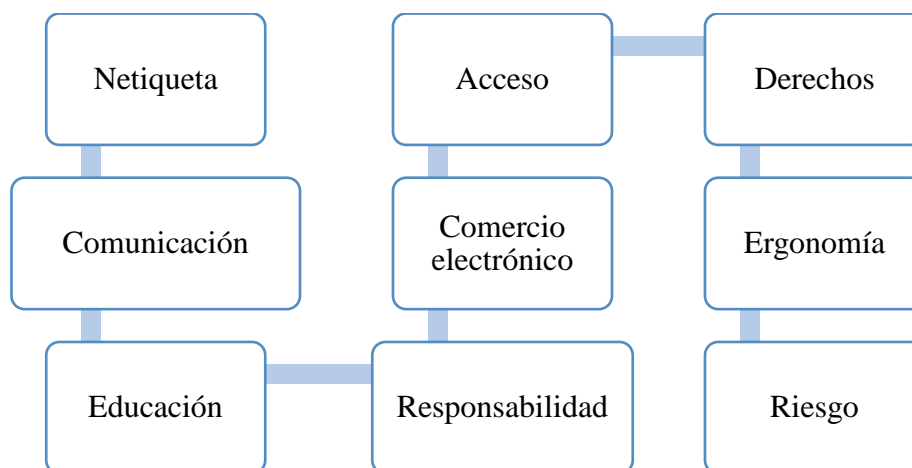 Netiqueta
Comunicación
Educación
Responsabilidad
Comercio
electrónico
Acceso
Derechos
Ergonomía
Riesgo